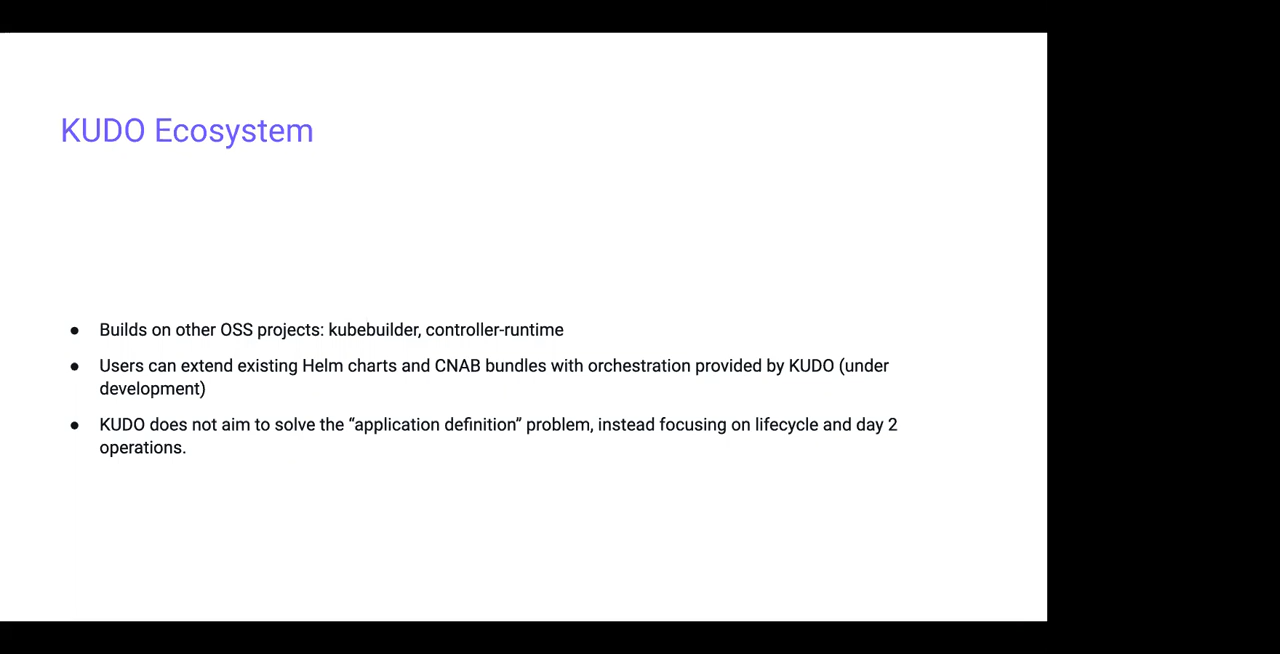 KUDO Ecosystem
● Builds on other OSS projects: kubebuilder, controller-runtime
● Users can extend existing Helm charts and CNAB bundles with orchestration provided by KUDO (under
development)
● KUDO does not aim to solve the “application definition” problem, instead focusing on lifecycle and day 2
operations.